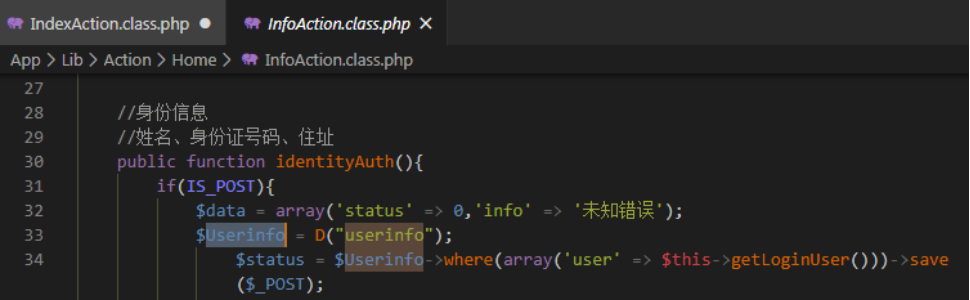 IndexAction.class.php ● InfoAction.class.php ×
App > Lib > Action > Home > InfoAction.class.php
27
28 //身份信息
29 //姓名、身份证号码、住址
30 public function identityAuth(){
31 if(IS_POST){
32 $data = array('status' => 0,'info' => '未知错误');
33 $Userinfo = D("userinfo");
34 $status = $Userinfo->where(array('user' => $this->getLoginUser()))->save
($_POST);